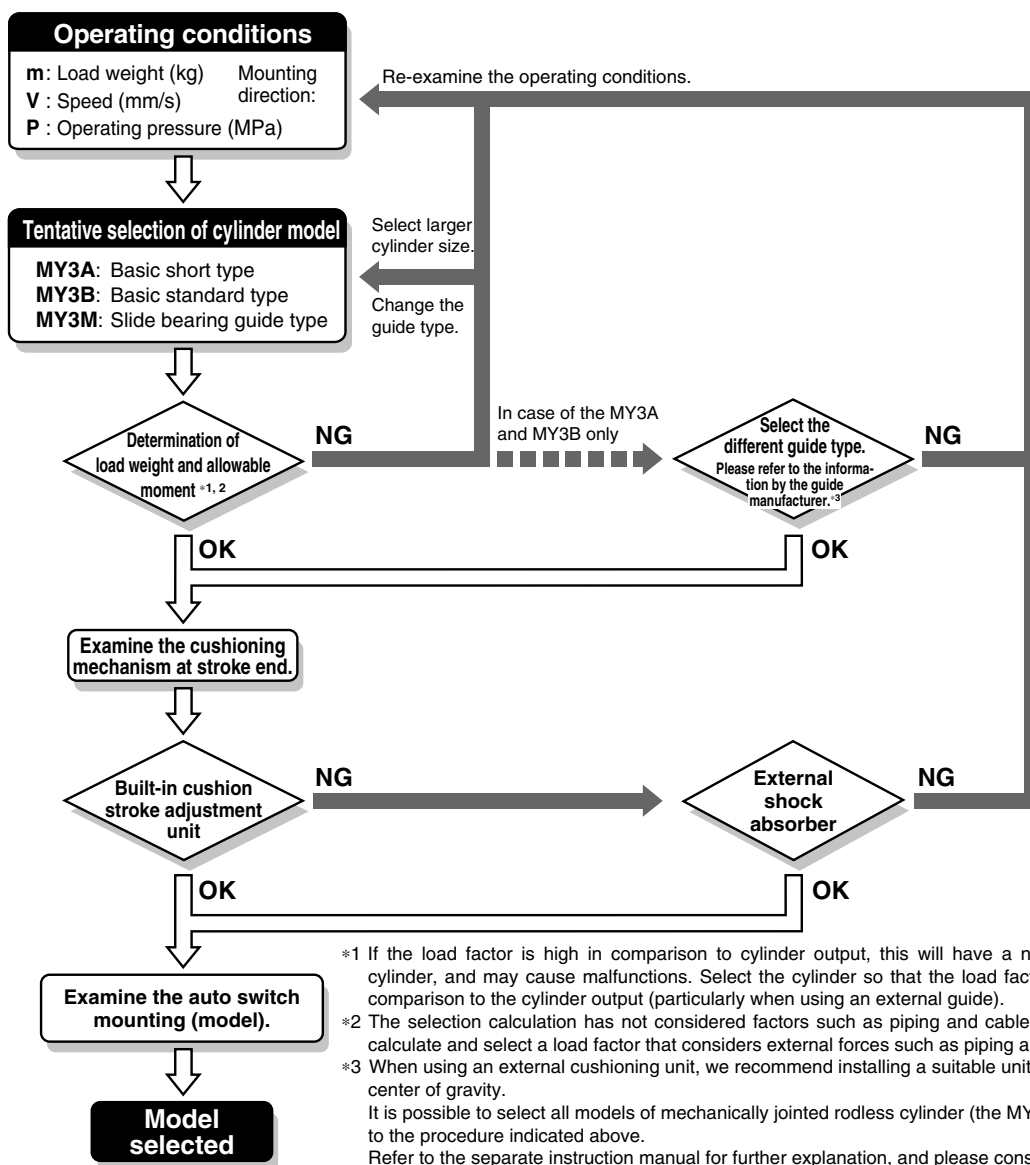 Operating conditions
m: Load weight (kg)
Mounting
direction:
V : Speed (mm/s)
P : Operating pressure (MPa)
Re-examine the operating conditions.
Tentative selection of cylinder model
MY3A: Basic short type
MY3B: Basic standard type
MY3M: Slide bearing guide type
Select larger
cylinder size.
Change the
guide type.
Determination of
load weight and allowable
moment *1, 2
NG
In case of the MY3A
and MY3B only
Select the
different guide type.
Please refer to the informa-
tion by the guide
manufacturer.*3
NG
OK
OK
Examine the cushioning
mechanism at stroke end.
Built-in cushion
stroke adjustment
unit
NG
External
shock
absorber
NG
OK
OK
Examine the auto switch
mounting (model).
Model
selected
*1 If the load factor is high in comparison to cylinder output, this will have a
cylinder, and may cause malfunctions. Select the cylinder so that the load
comparison to the cylinder output (particularly when using an external guide).
*2 The selection calculation has not considered factors such as piping and cable
calculate and select a load factor that considers external forces such as piping
*3 When using an external cushioning unit, we recommend installing a suitable unit
center of gravity.
It is possible to select all models of mechanically jointed rodless cylinder (the
to the procedure indicated above.
Refer to the separate instruction manual for further explanation, and please